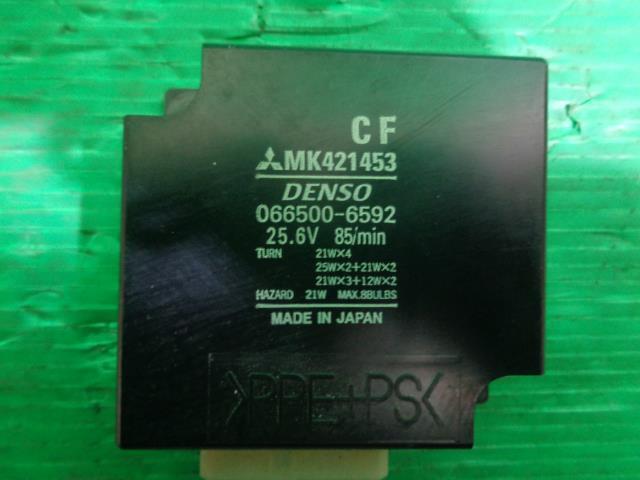 CF
MK421453
DENSO
066500-6592
25.6V 85/min
TURN 21W×4
25W×2+21W×2
21W×3+12W×2
HAZARD 21W MAX.8BULBS
MADE IN JAPAN
>PPE+PS<